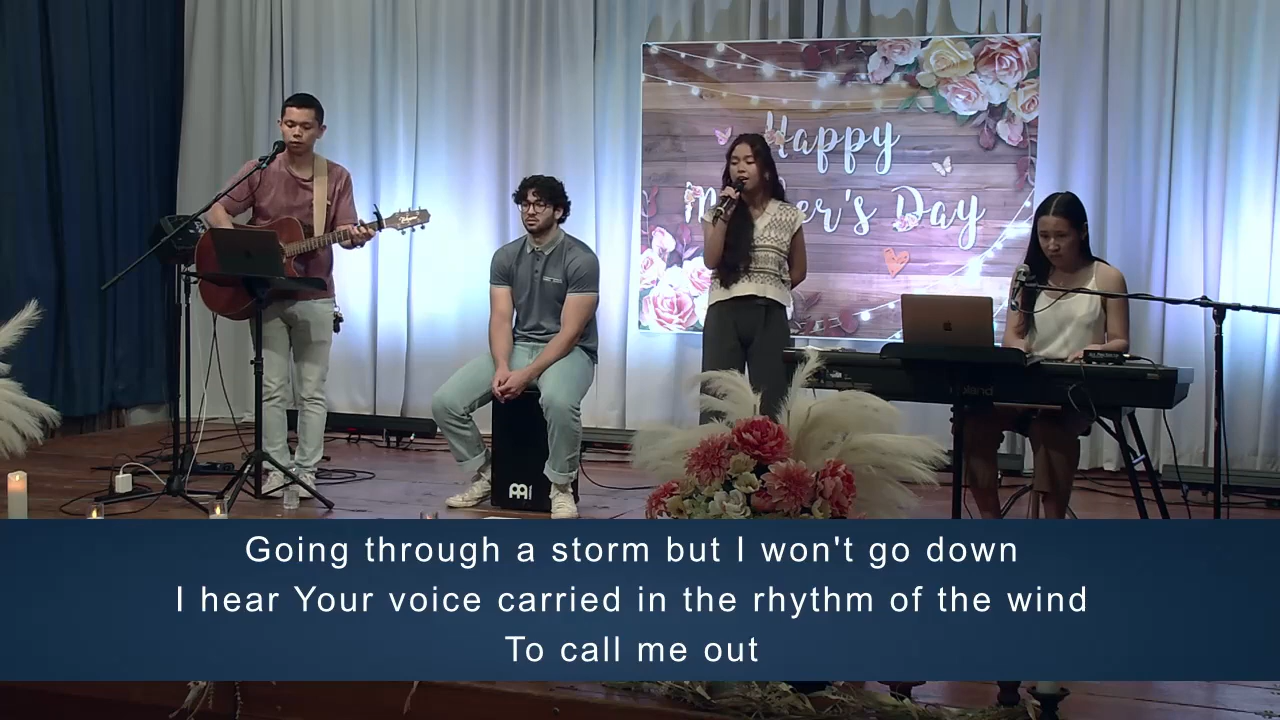 Happy
Mother's Day
Roland
Going through a storm but I won't go down
I hear Your voice carried in the rhythm of the wind
To call me out